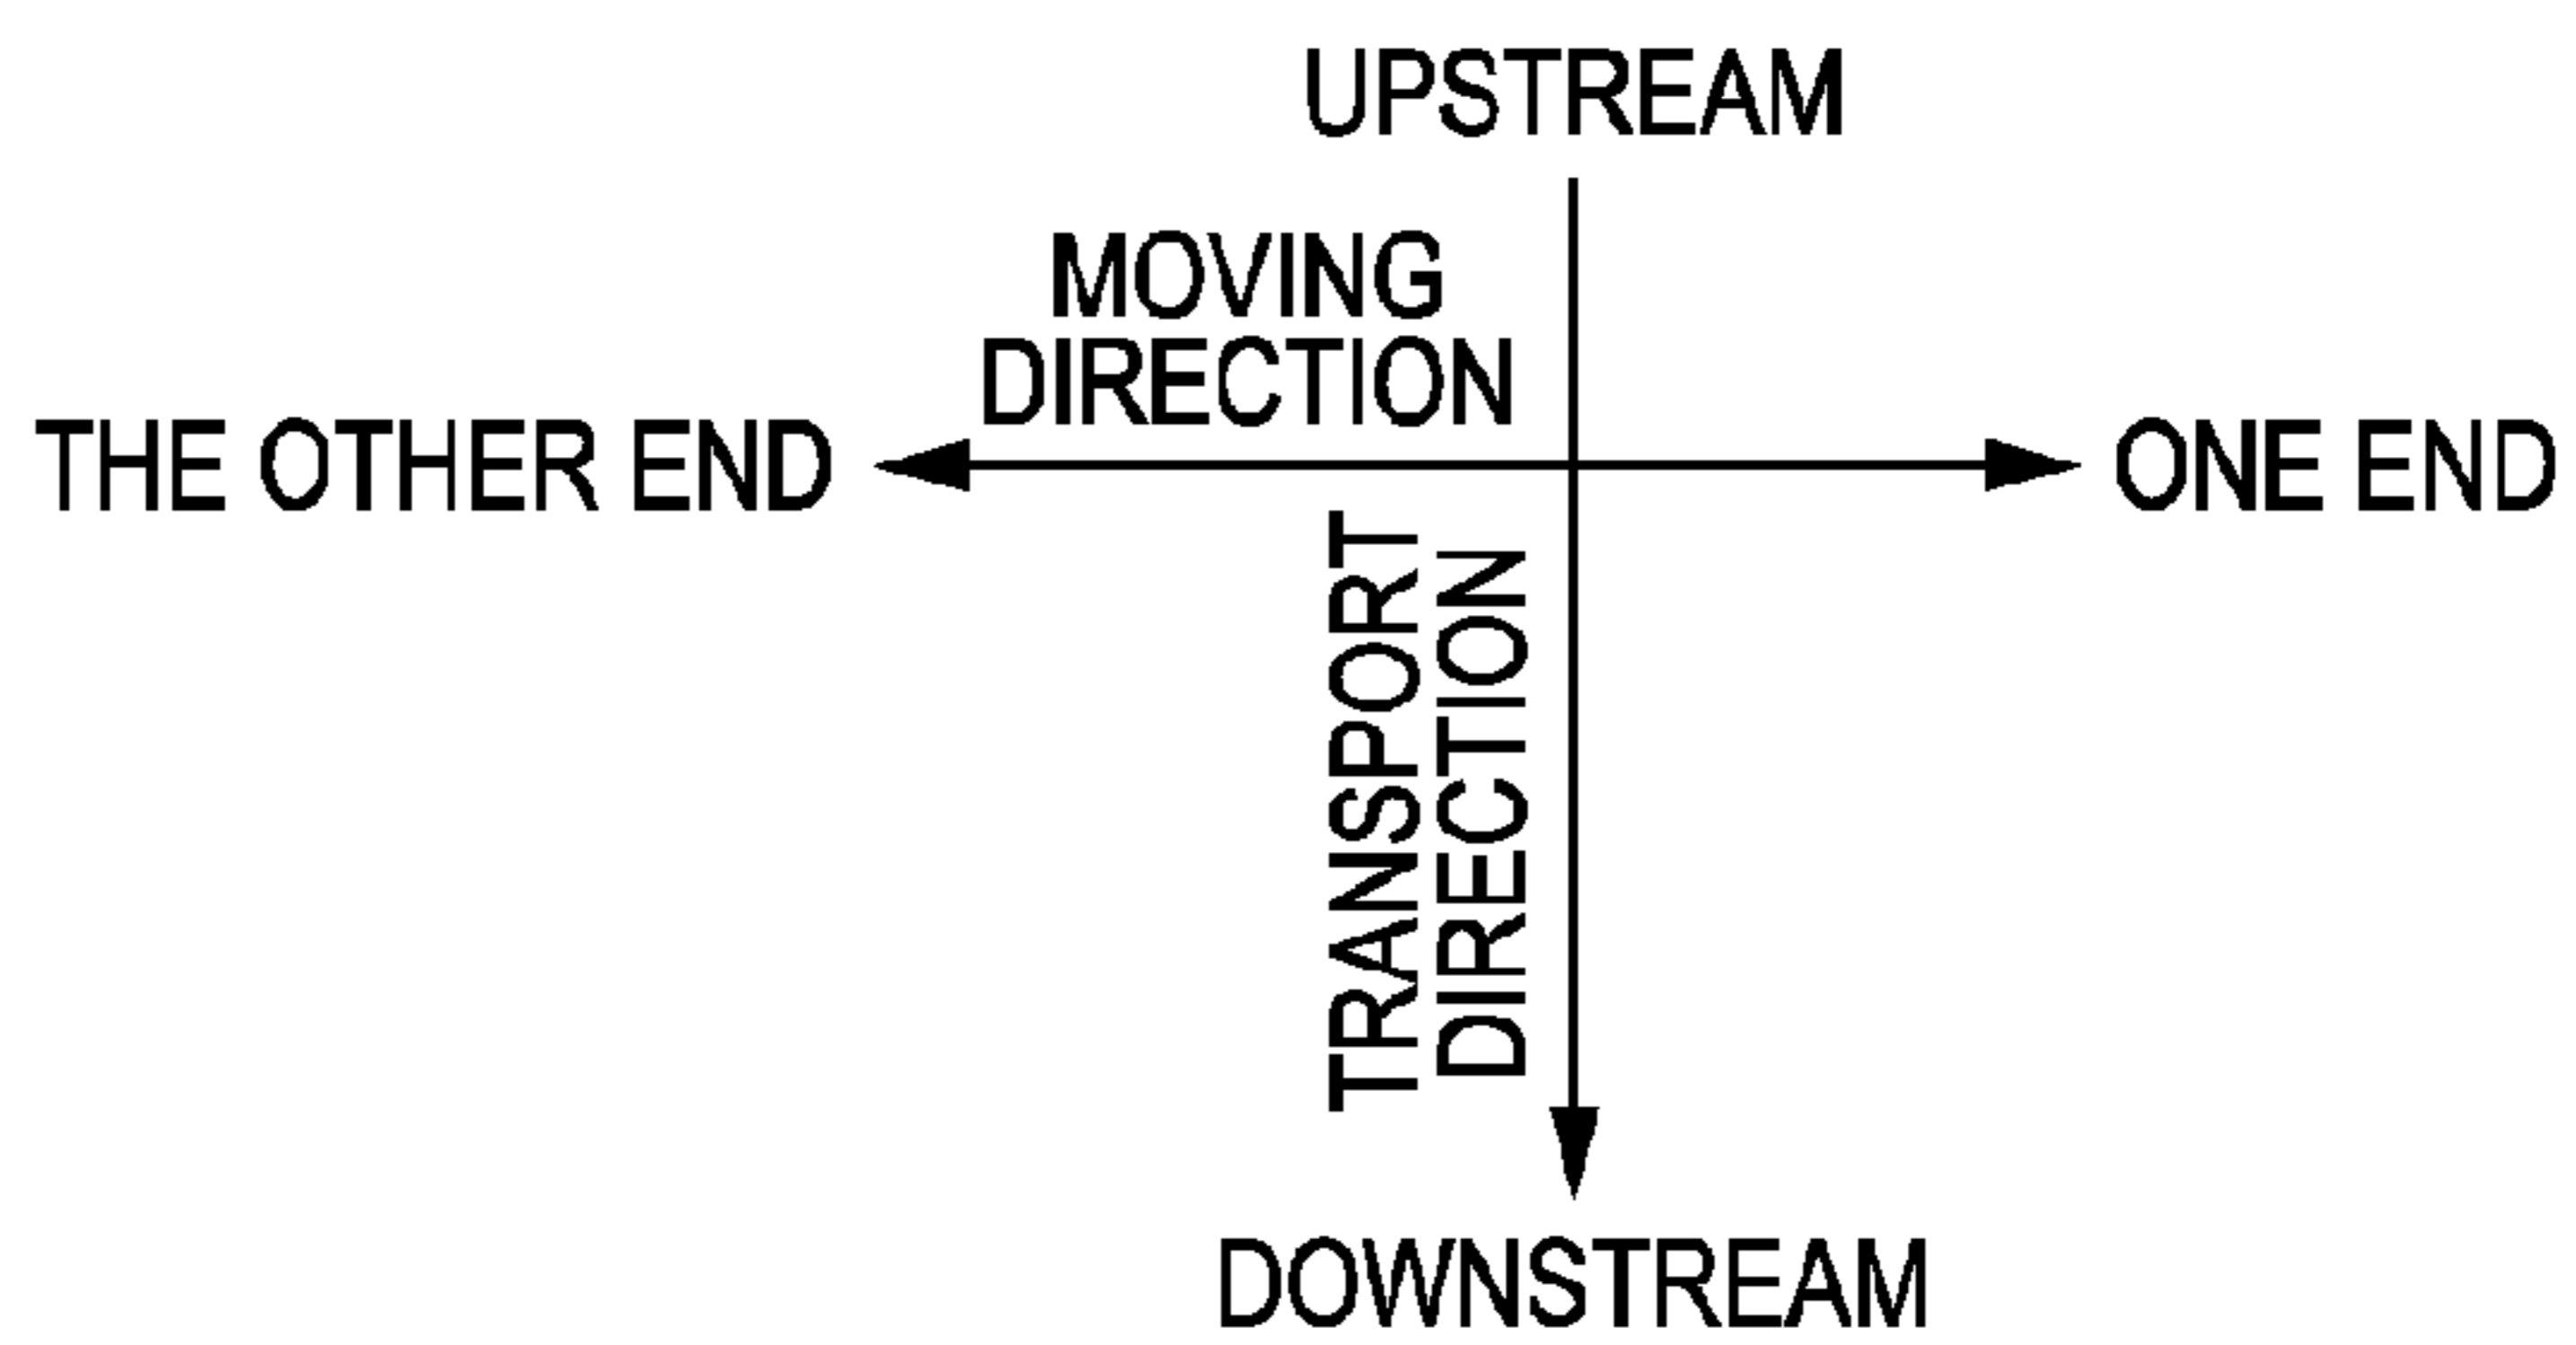 UPSTREAM
MOVING
DIRECTION
THE OTHER END
ONE END
TRANSPORT
DIRECTION
DOWNSTREAM